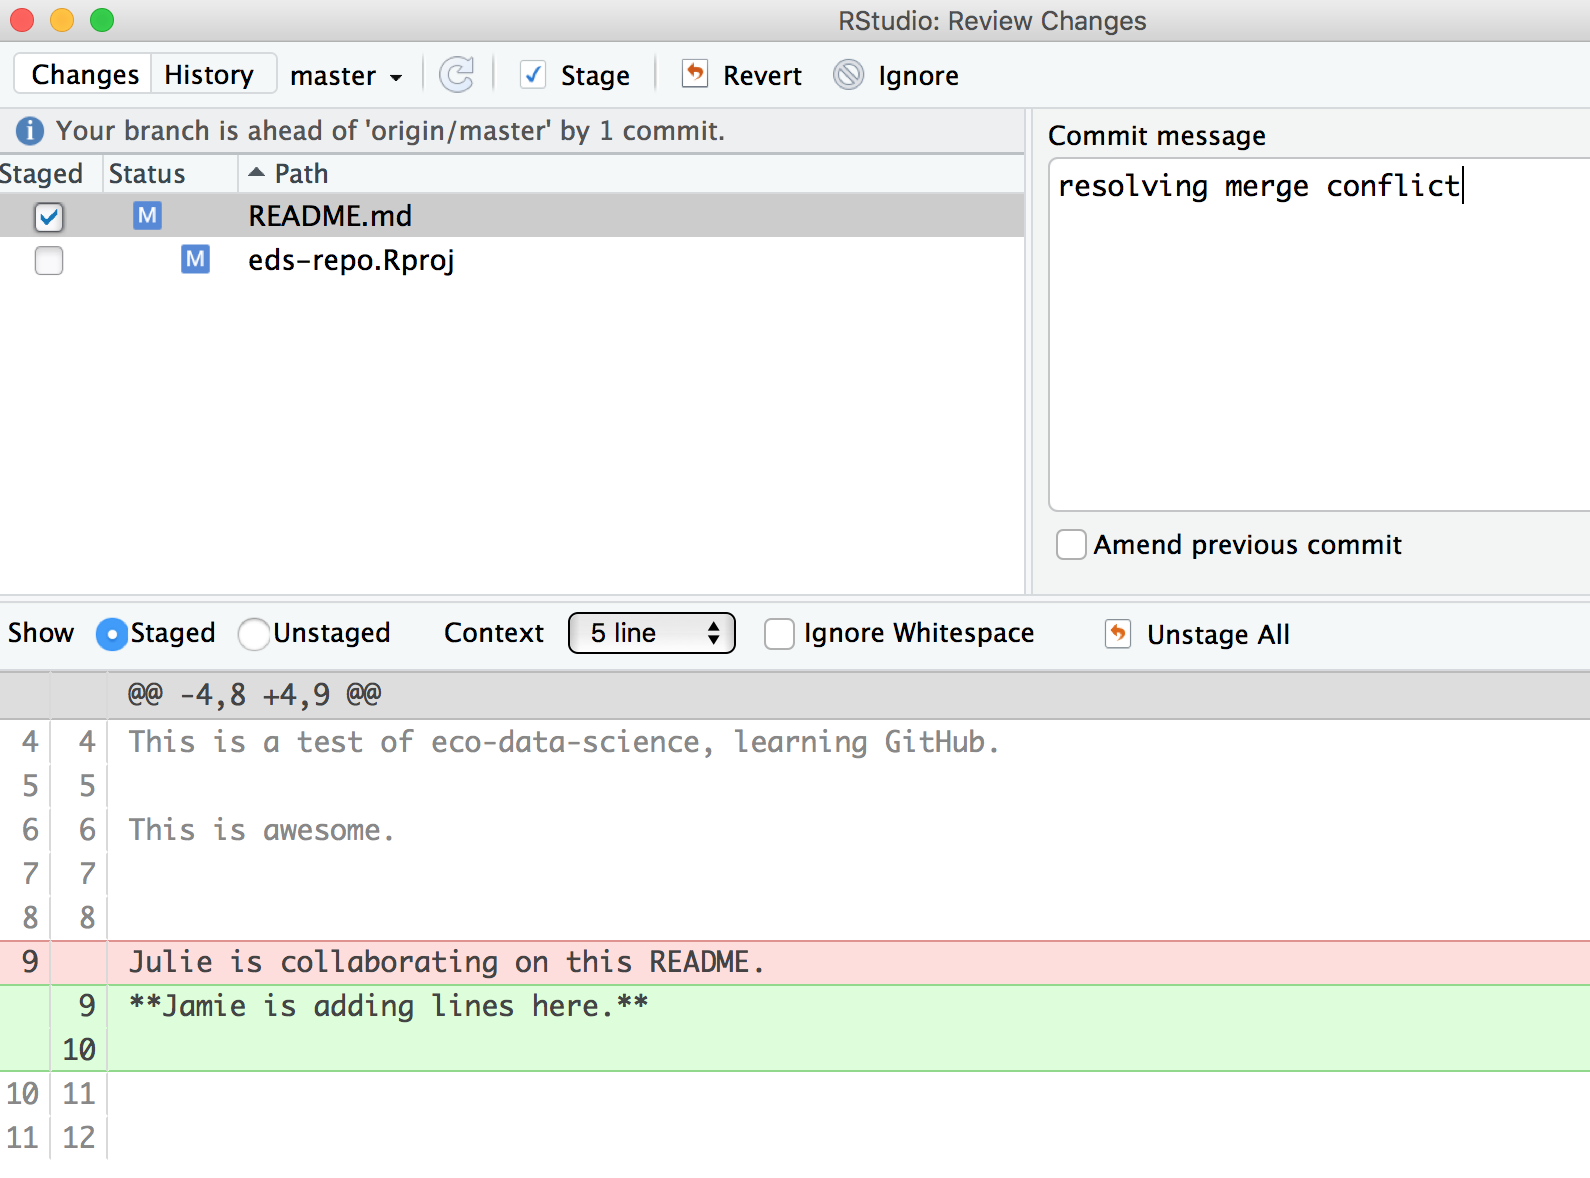 RStudio: Review Changes
Changes History master Stage Revert Ignore
Your branch is ahead of 'origin/master' by 1 commit.
Staged Status Path
M README.md
M eds-repo.Rproj
Commit message
resolving merge conflict
Amend previous commit
Show Staged Unstaged Context 5 line Ignore Whitespace Unstage All
@@ -4,8 +4,9 @@
4 4 This is a test of eco-data-science, learning GitHub.
5 5
6 6 This is awesome.
7 7
8 8
9 Julie is collaborating on this README.
9 **Jamie is adding lines here.**
10
10 11
11 12